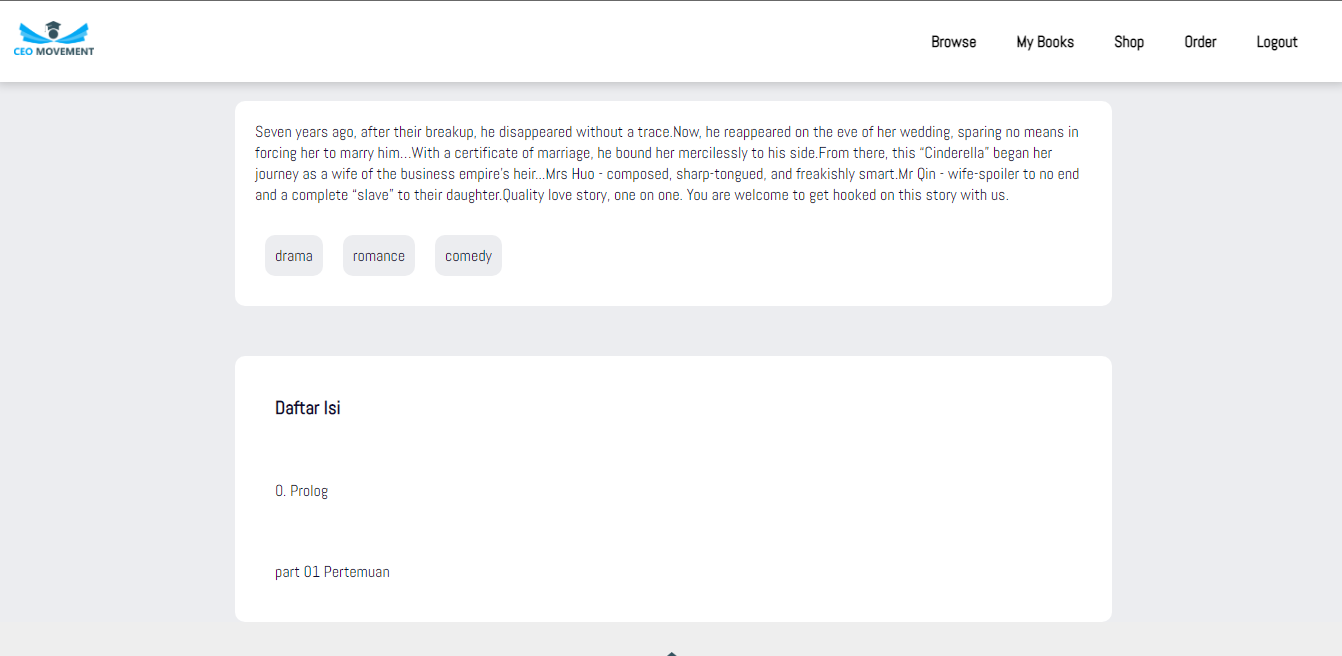 CEO MOVEMENT
Browse My Books Shop Order Logout
Seven years ago, after their breakup, he disappeared without a trace.Now, he reappeared on the eve of her wedding, sparing no means in
forcing her to marry him...With a certificate of marriage, he bound her mercilessly to his side.From there, this “Cinderella” began her
journey as a wife of the business empire’s heir...Mrs Huo - composed, sharp-tongued, and freakishly smart.Mr Qin - wife-spoiler to no end
and a complete “slave” to their daughter.Quality love story, one on one. You are welcome to get hooked on this story with us.
drama romance comedy
Daftar Isi
0. Prolog
part 01 Pertemuan